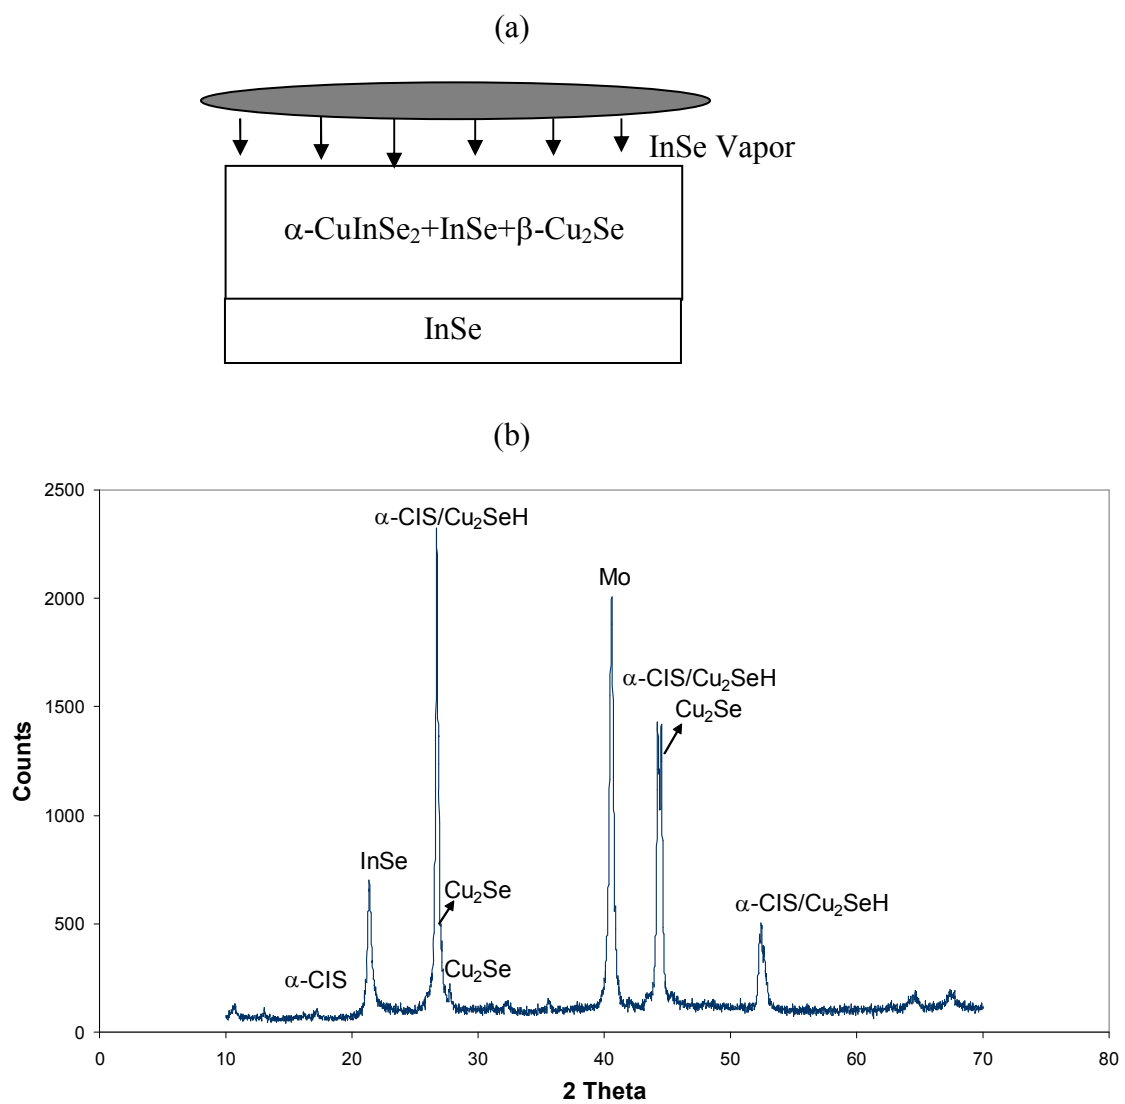 (a)
InSe Vapor
α-CuInSe₂+InSe+β-Cu₂Se
InSe
(b)
2500
2000
1500
1000
500
0
Counts
α-CIS/Cu₂SeH
Mo
α-CIS/Cu₂SeH
Cu₂Se
InSe
Cu₂Se
α-CIS/Cu₂SeH
α-CIS
Cu₂Se
0 10 20 30 40 50 60 70 80
2 Theta